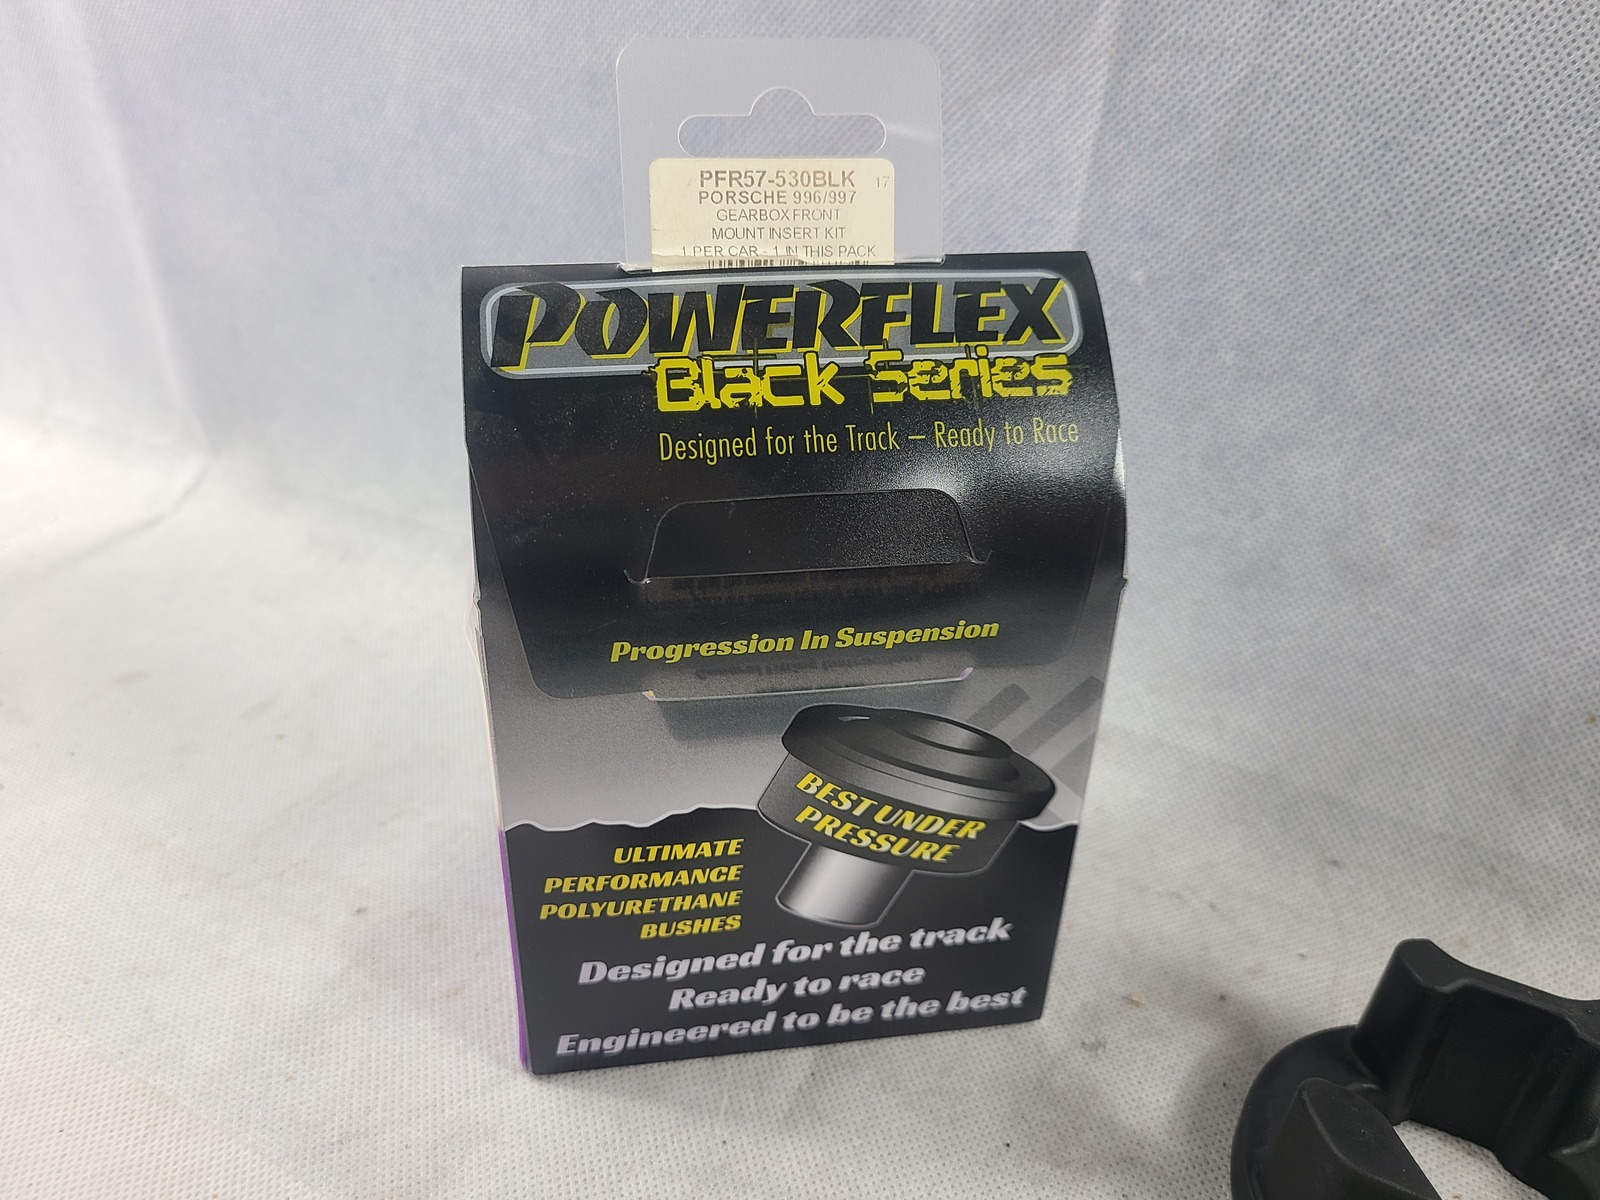 PFR57-530BLK 17
PORSCHE 996/997
GEARBOX FRONT
MOUNT INSERT KIT
1 PER CAR - 1 IN THIS PACK
POWERFLEX
Black Series
Designed for the Track – Ready to Race
Progression In Suspension
BEST UNDER
PRESSURE
ULTIMATE
PERFORMANCE
POLYURETHANE
BUSHES
Designed for the track
Ready to race
Engineered to be the best